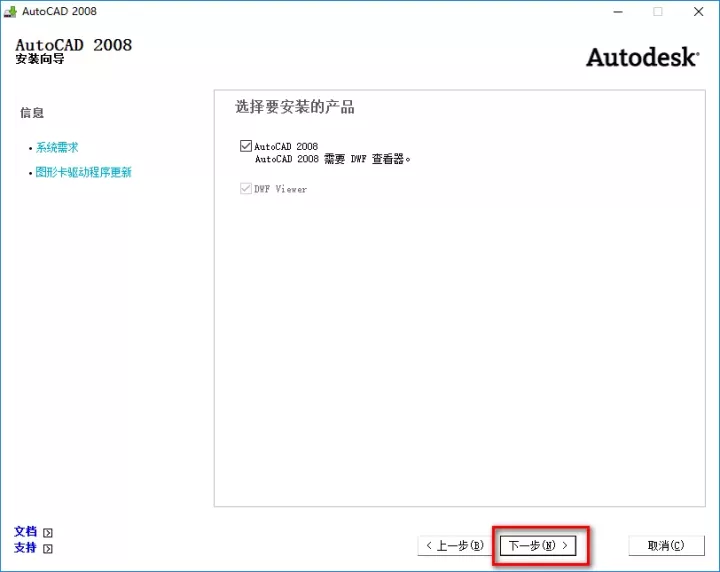 AutoCAD 2008
AutoCAD 2008
安装向导
Autodesk
信息
• 系统需求
• 图形卡驱动程序更新
选择要安装的产品
AutoCAD 2008
AutoCAD 2008 需要 DWF 查看器。
DWF Viewer
文档
支持
< 上一步(B)
下一步(N) >
取消(C)